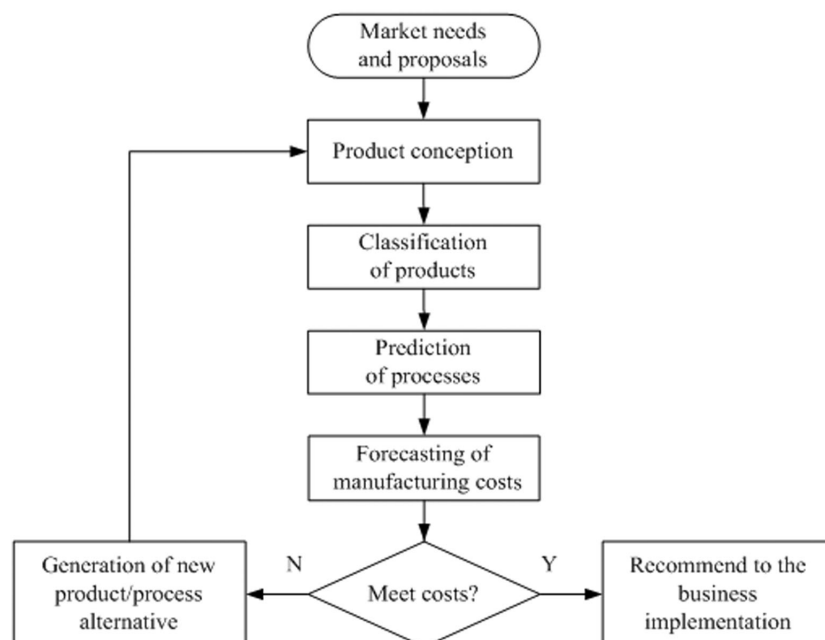 Market needs
and proposals
Product conception
Classification
of products
Prediction
of processes
Forecasting of
manufacturing costs
Generation of new
product/process
alternative
N
Meet costs?
Y
Recommend to the
business
implementation